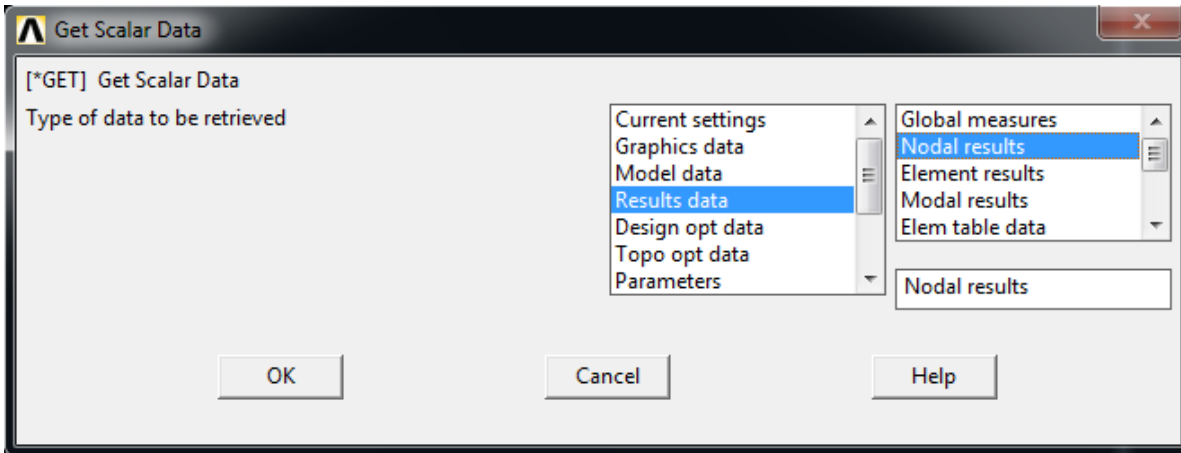 Get Scalar Data
[*GET] Get Scalar Data
Type of data to be retrieved
Current settings
Graphics data
Model data
Results data
Design opt data
Topo opt data
Parameters
Global measures
Nodal results
Element results
Modal results
Elem table data
Nodal results
OK
Cancel
Help